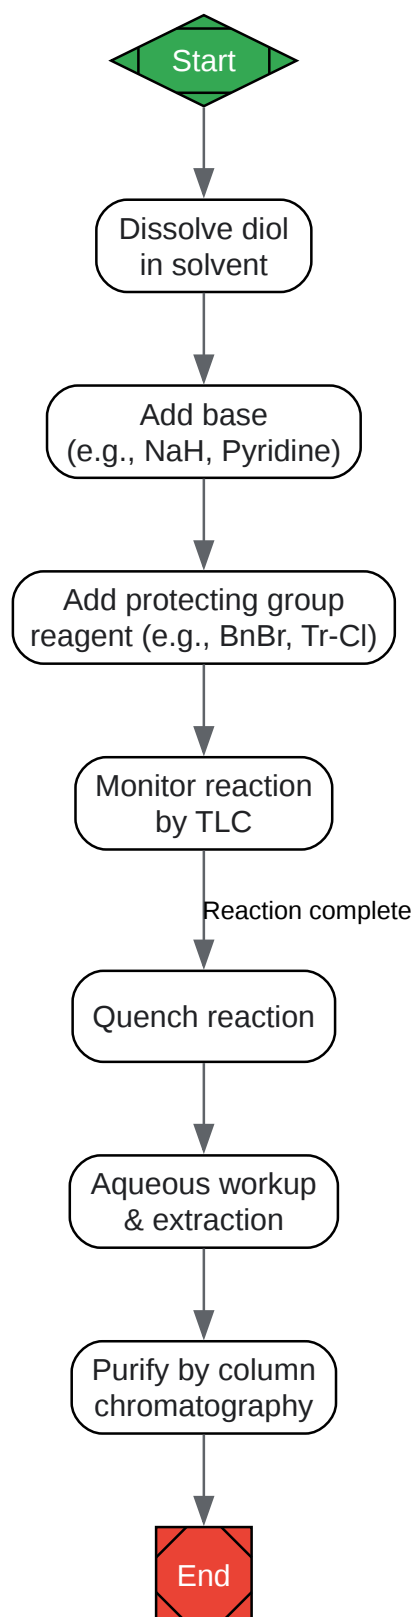 Start
Dissolve diol
in solvent
Add base
(e.g., NaH, Pyridine)
Add protecting group
reagent (e.g., BnBr, Tr-Cl)
Monitor reaction
by TLC
Reaction complete
Quench reaction
Aqueous workup
& extraction
Purify by column
chromatography
End